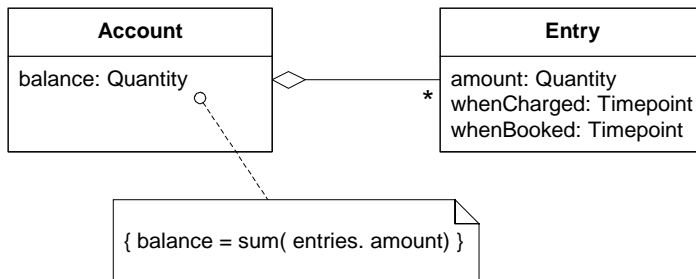 Account
balance: Quantity
Entry
amount: Quantity
whenCharged: Timepoint
whenBooked: Timepoint
*
{ balance = sum( entries. amount) }